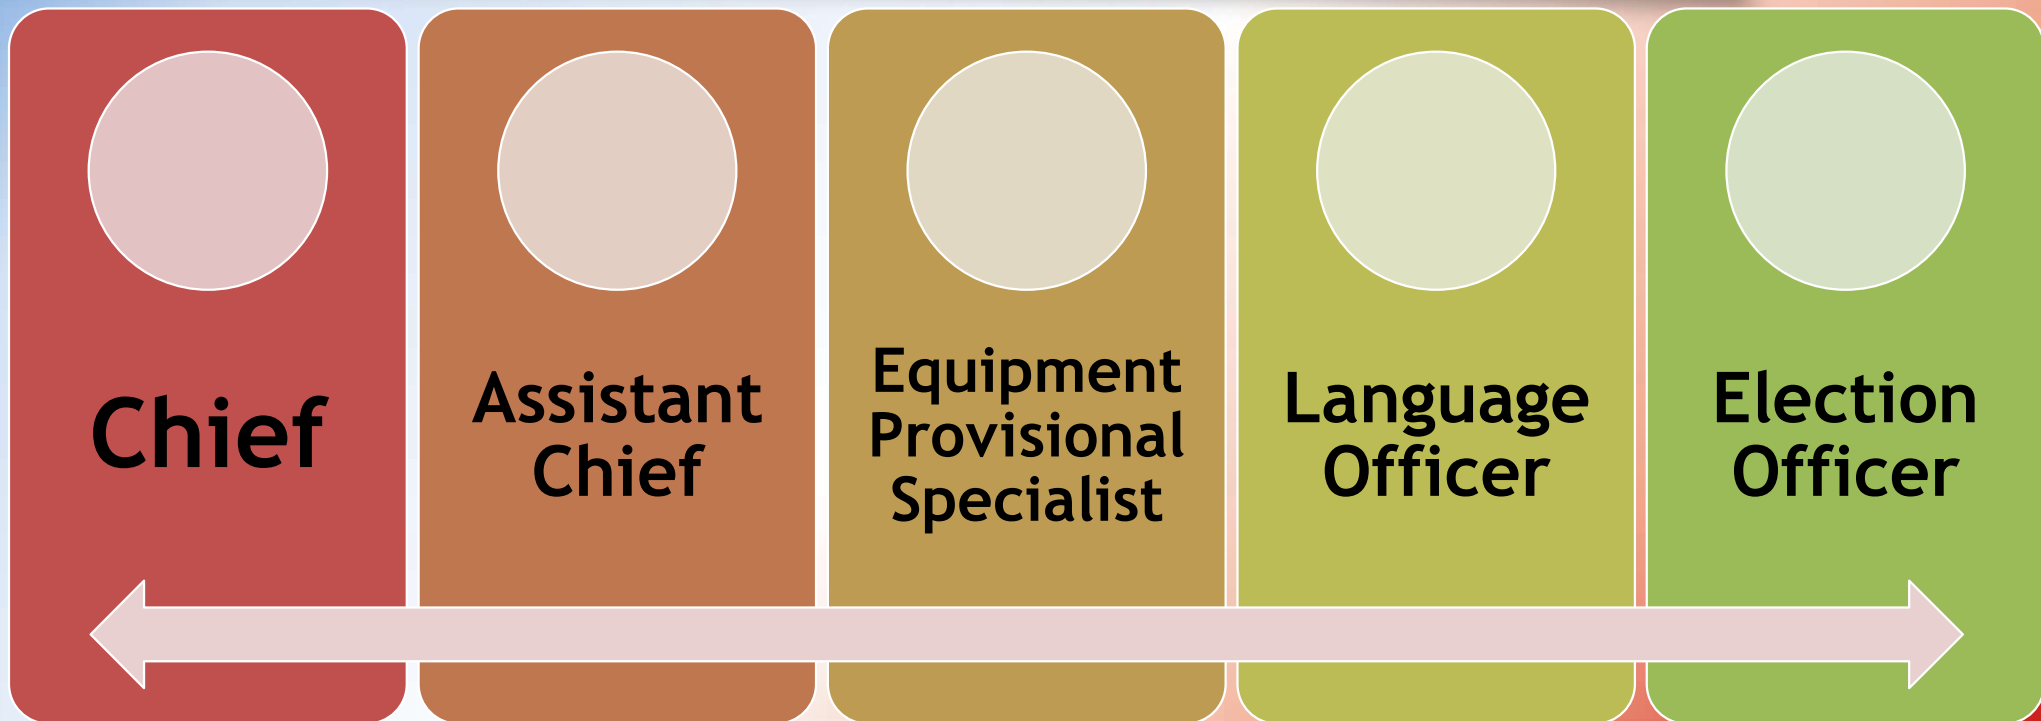 Chief
Assistant
Chief
Equipment
Provisional
Specialist
Language
Officer
Election
Officer